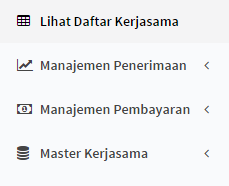 Lihat Daftar Kerjasama
Manajemen Penerimaan
Manajemen Pembayaran
Master Kerjasama